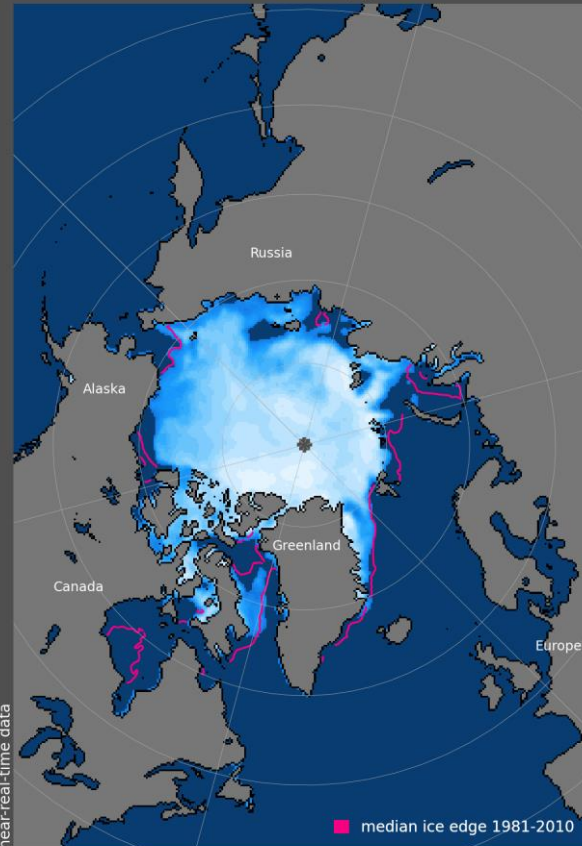 Russia
Alaska
Greenland
Canada
Europe
near-real-time data
median ice edge 1981-2010